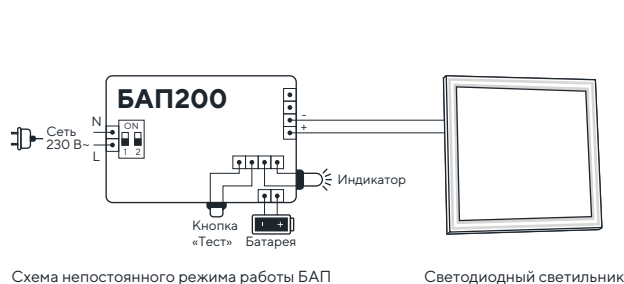 БАП200
N
ON
Сеть
230 В~
1 2
L
-
+
Индикатор
- +
Кнопка
«Тест»
Батарея
Схема непостоянного режима работы БАП
Светодиодный светильник